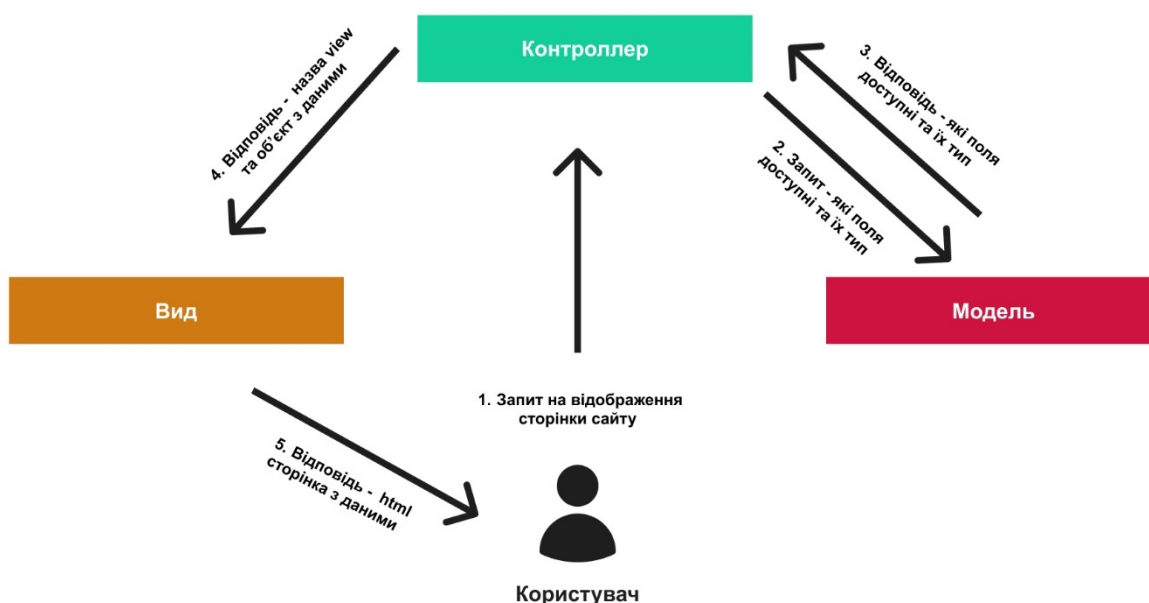 Контроллер
4. Відповідь - назва view
та об'єкт з даними
3. Відповідь - які поля
доступні та їх тип
2. Запит - які поля
доступні та їх тип
Вид
Модель
1. Запит на відображення
сторінки сайту
5. Відповідь - html
сторінка з даними
Користувач